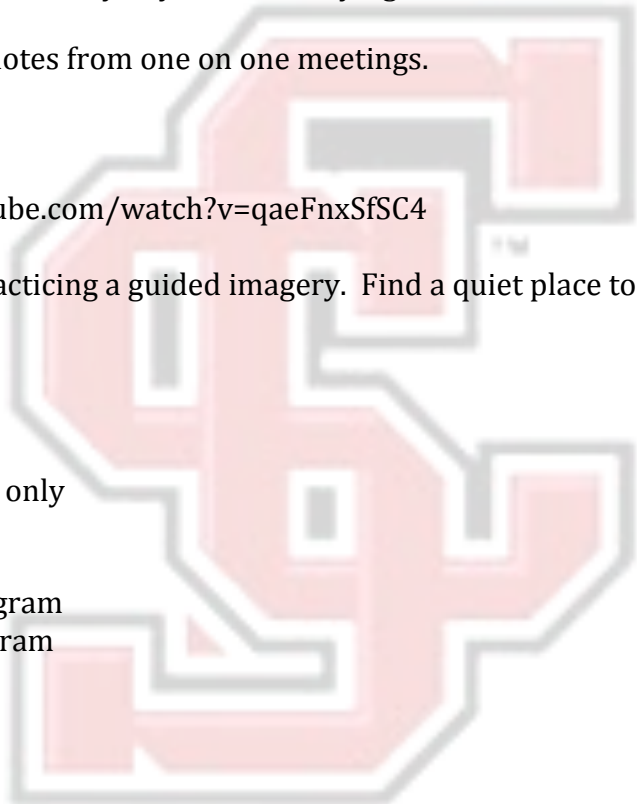 notes from one on one meetings.
ube.com/watch?v=qaeFnxSfSC4
acticing a guided imagery. Find a quiet place to
only
gram
ram
TM